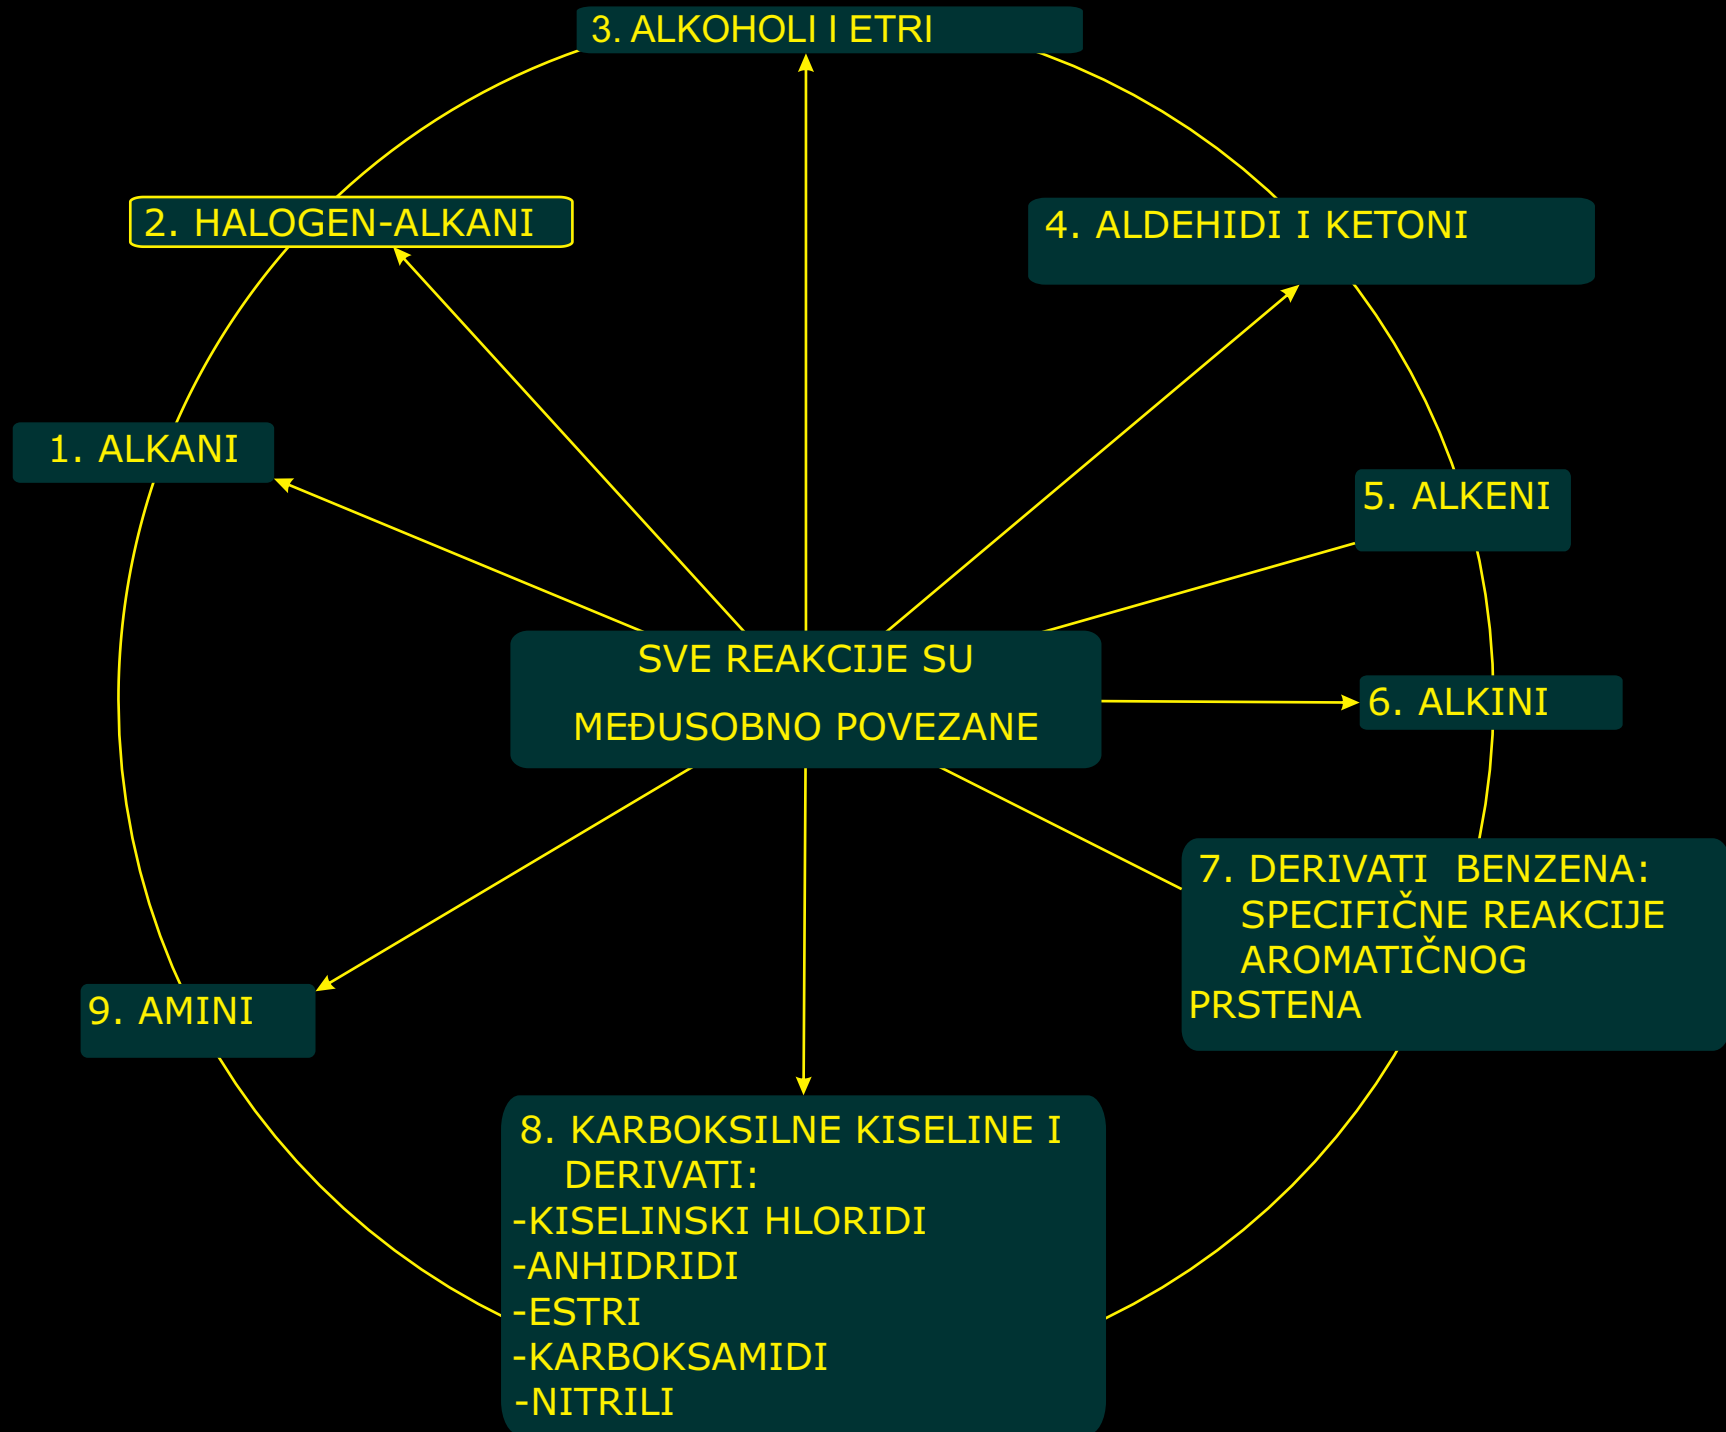 3. ALKOHOLI I ETRI
2. HALOGEN-ALKANI
4. ALDEHIDI I KETONI
1. ALKANI
5. ALKENI
SVE REAKCIJE SU
MEĐUSOBNO POVEZANE
6. ALKINI
7. DERIVATI BENZENA:
SPECIFIČNE REAKCIJE
AROMATIČNOG
PRSTENA
9. AMINI
8. KARBOKSILNE KISELINE I
DERIVATI:
-KISELINSKI HLORIDI
-ANHIDRIDI
-ESTRI
-KARBOKSAMIDI
-NITRILI